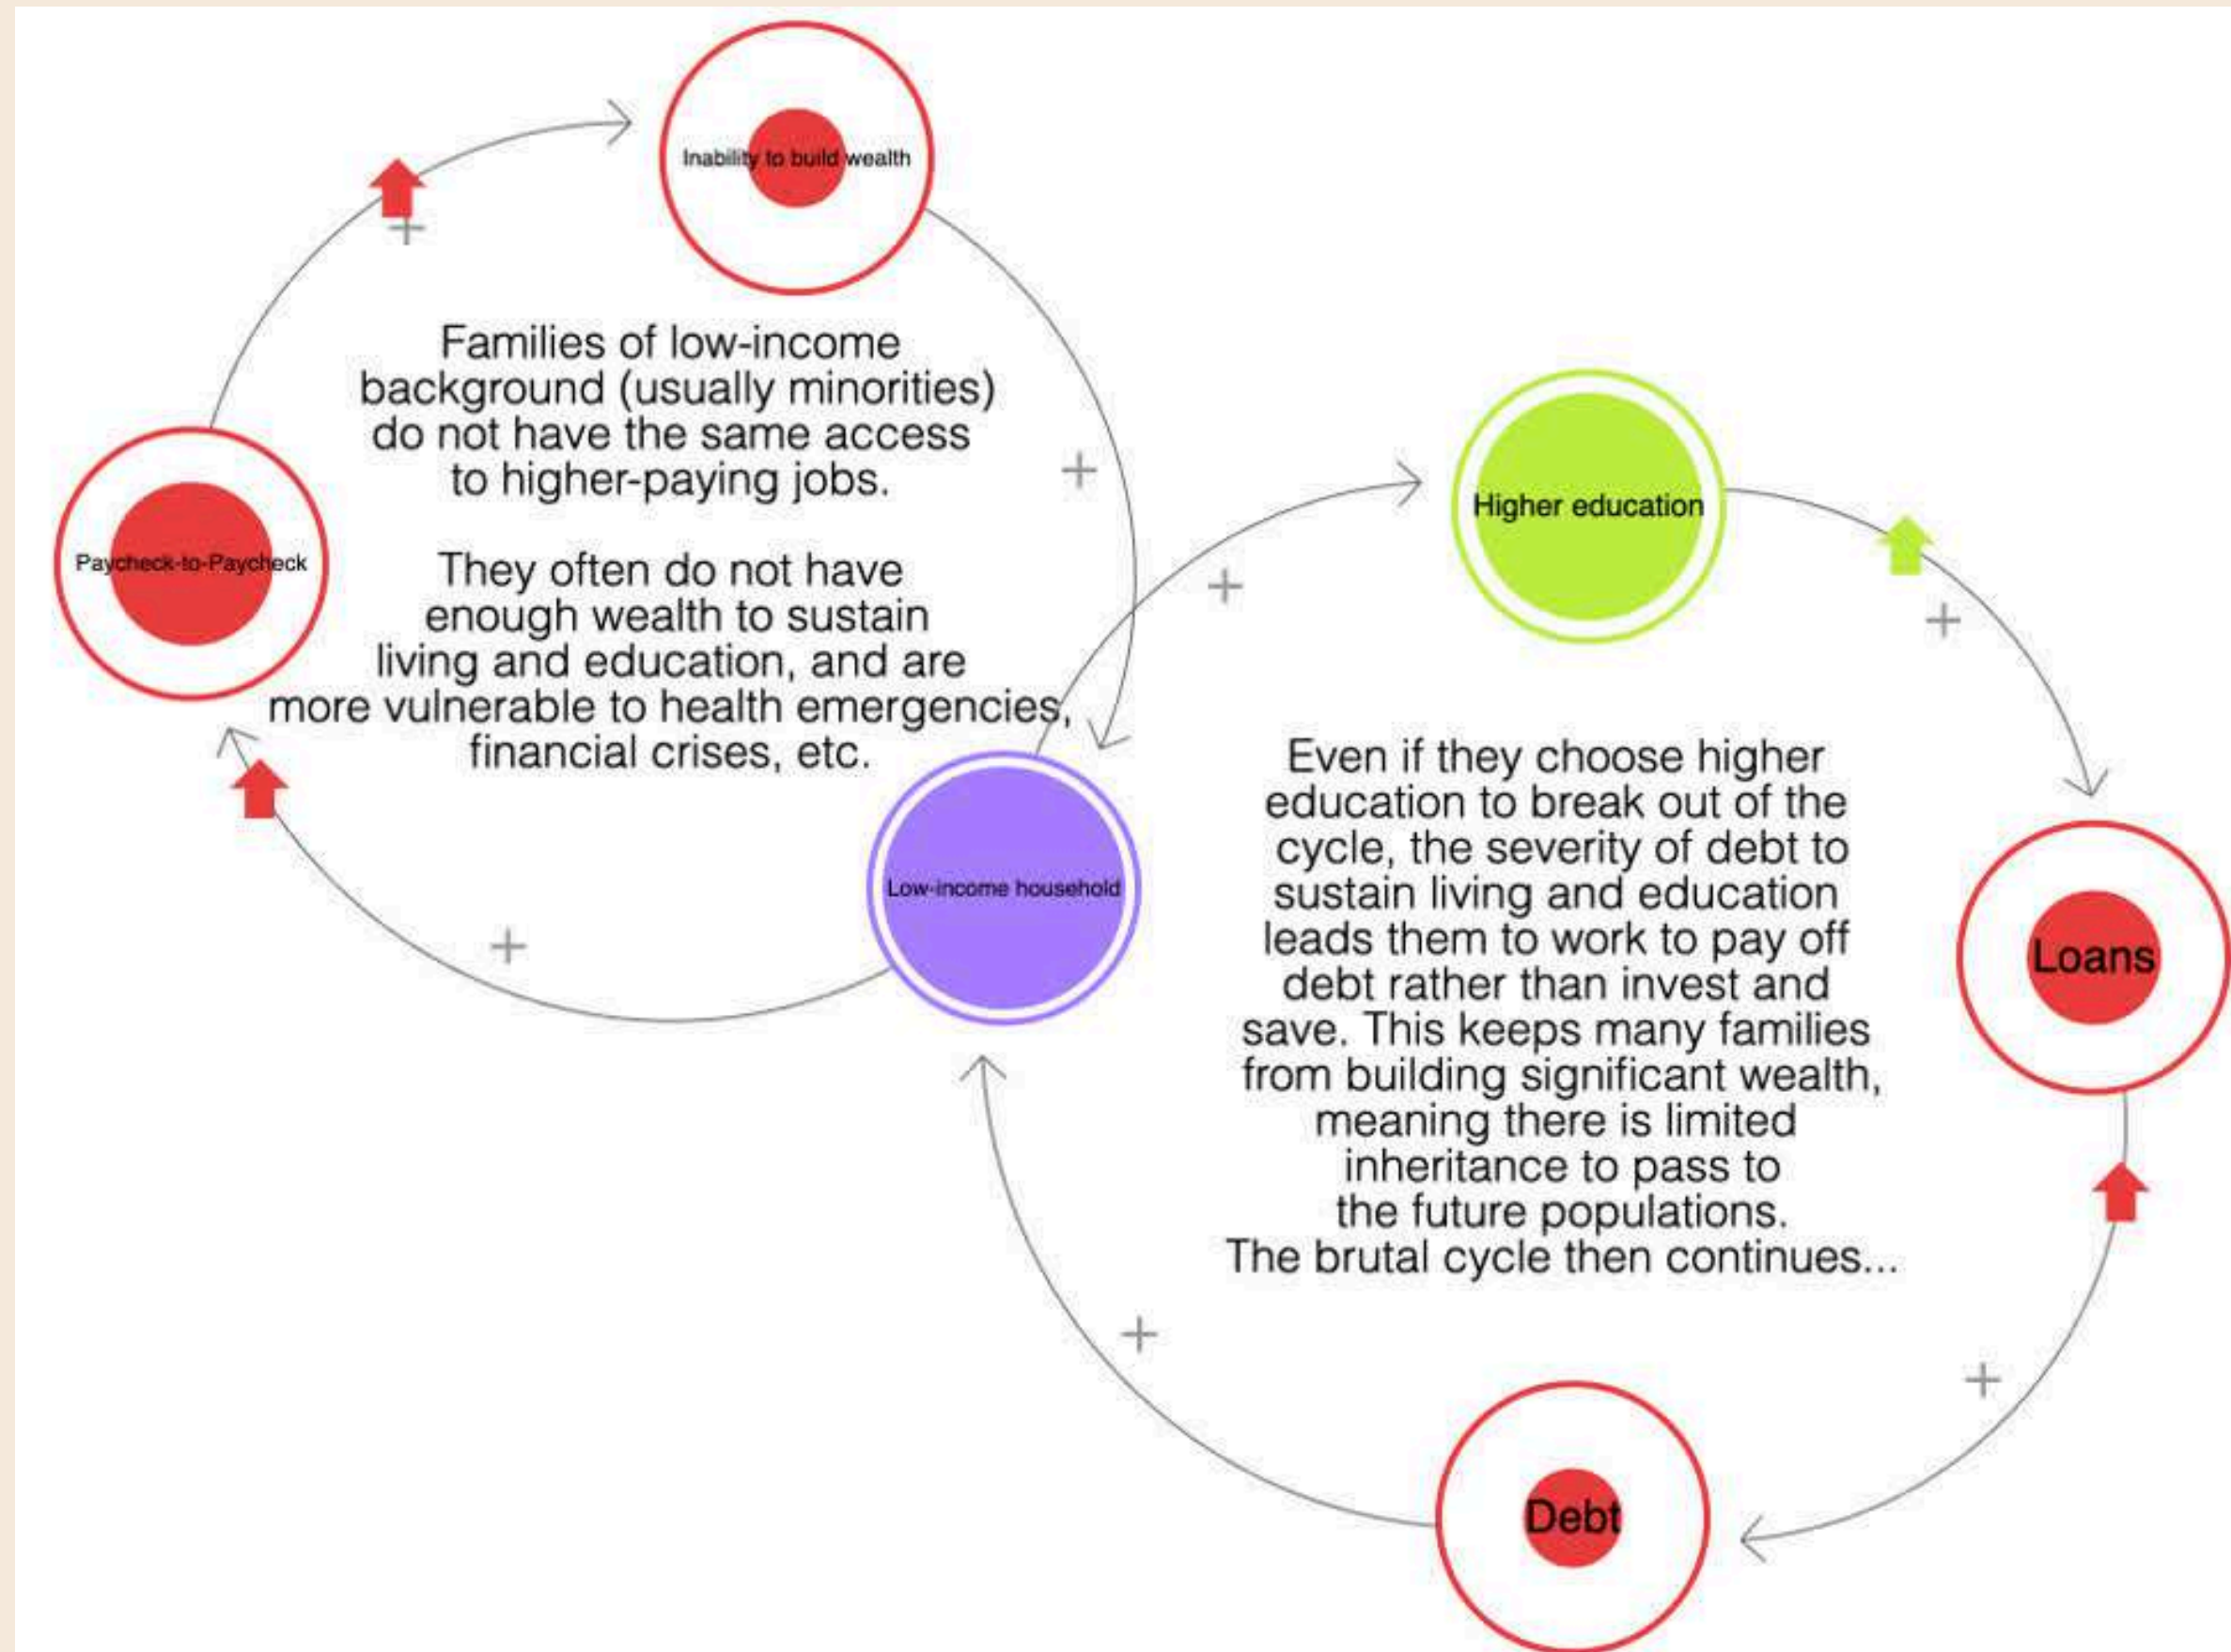 Inability to build wealth
Families of low-income
background (usually minorities)
do not have the same access
to higher-paying jobs.
They often do not have
enough wealth to sustain
living and education, and are
more vulnerable to health emergencies,
financial crises, etc.
Paycheck-to-Paycheck
+
+
+
+
Low-income household
Higher education
+
Even if they choose higher
education to break out of the
cycle, the severity of debt to
sustain living and education
leads them to work to pay off
debt rather than invest and
save. This keeps many families
from building significant wealth,
meaning there is limited
inheritance to pass to
the future populations.
The brutal cycle then continues...
Loans
+
+
Debt